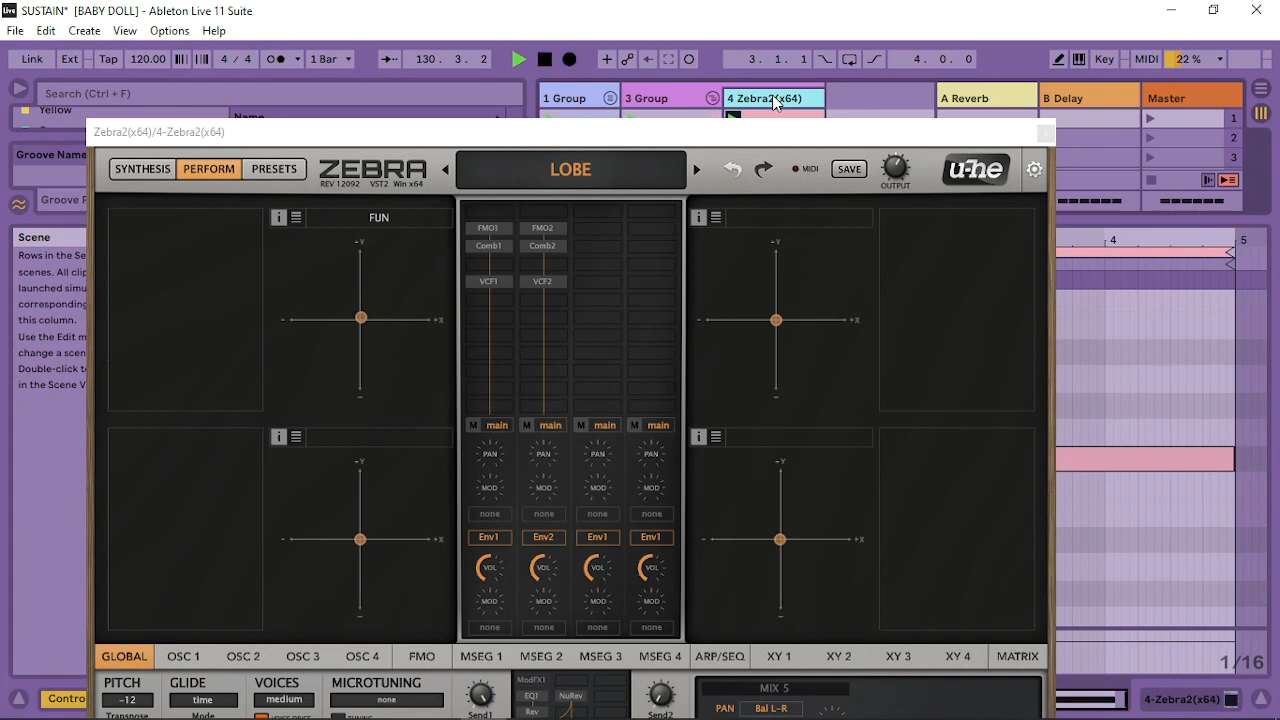 SUSTAIN* [BABY DOLL] - Ableton Live 11 Suite
File Edit Create View Options Help
Link Ext Tap 120.00 4 / 4 1 Bar 130 . 3 . 2 3 . 1 . 1 4 . 0 . 0 Key MIDI 22 %
Search (Ctrl + F)
1 Group 3 Group 4 Zebra2(x64) A Reverb B Delay Master
Yellow
Name
1
2
3
Zebra2(x64)/4-Zebra2(x64)
Groove Name
Groove P
SYNTHESIS PERFORM PRESETS ZEBRA LOBE MIDI SAVE OUTPUT u-he
REV 12092 VST2 Win x64
FUN
FMO1 FMO2
Comb1 Comb2
VCF1 VCF2
-Y
- +X
-
-Y
- +X
-
Scene
Rows in the Se
scenes. All clip
launched simu
corresponding
this column.
Use the Edit m
change a scen
Double-click to
in the Scene V
4 5
M main M main M main M main
PAN PAN PAN PAN
MOD MOD MOD MOD
none none none none
Env1 Env2 Env1 Env1
VOL VOL VOL VOL
MOD MOD MOD MOD
none none none none
-Y
- +X
-
-Y
- +X
-
GLOBAL OSC 1 OSC 2 OSC 3 OSC 4 FMO MSEG 1 MSEG 2 MSEG 3 MSEG 4 ARP/SEQ XY 1 XY 2 XY 3 XY 4 MATRIX
1/16
PITCH GLIDE VOICES MICROTUNING
-12 time medium none
Transpose Mode
Send1
ModFX1
EQ1 NuRev
Rev
Send2
MIX 5
PAN Bal L-R
Contro
4-Zebra2(x64)